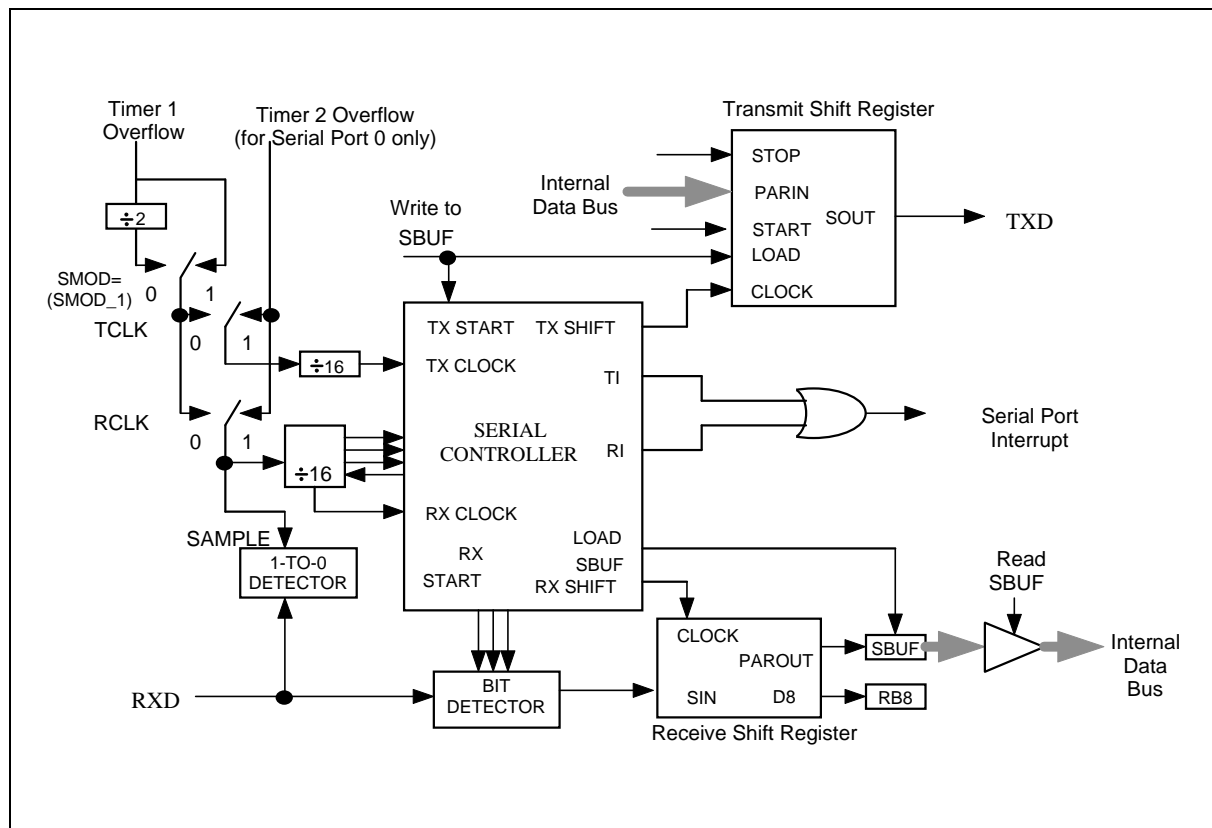 Timer 1
Overflow
Timer 2 Overflow
(for Serial Port 0 only)
÷2
SMOD=
(SMOD_1)
0
1
TCLK
0
1
÷16
RCLK
0
1
÷16
SAMPLE
1-TO-0
DETECTOR
RXD
Write to
SBUF
TX START
TX SHIFT
TX CLOCK
TI
SERIAL
CONTROLLER
RI
RX CLOCK
LOAD
SBUF
RX
START
RX SHIFT
BIT
DETECTOR
Transmit Shift Register
Internal
Data Bus
STOP
PARIN
SOUT
START
LOAD
CLOCK
TXD
Serial Port
Interrupt
CLOCK
PAROUT
SIN
D8
Receive Shift Register
SBUF
RB8
Read
SBUF
Internal
Data
Bus